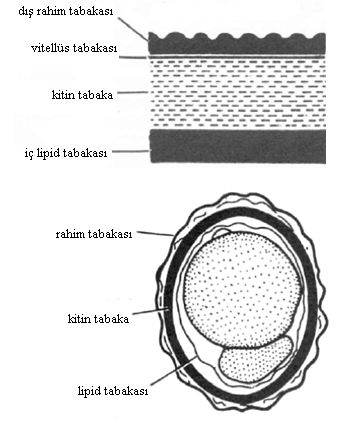 dış rahim tabakası
vitellüs tabakası
kitin tabaka
iç lipid tabakası
rahim tabakası
kitin tabaka
lipid tabakası